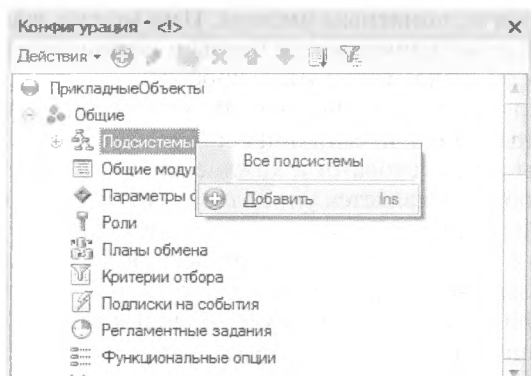 Конфигурация * <!>
Действия
ПрикладныеОбъекты
Общие
Подсистемы
Все подсистемы
Общие моду
Добавить Ins
Параметры с
Роли
Планы обмена
Критерии отбора
Подписки на события
Регламентные задания
Функциональные опции